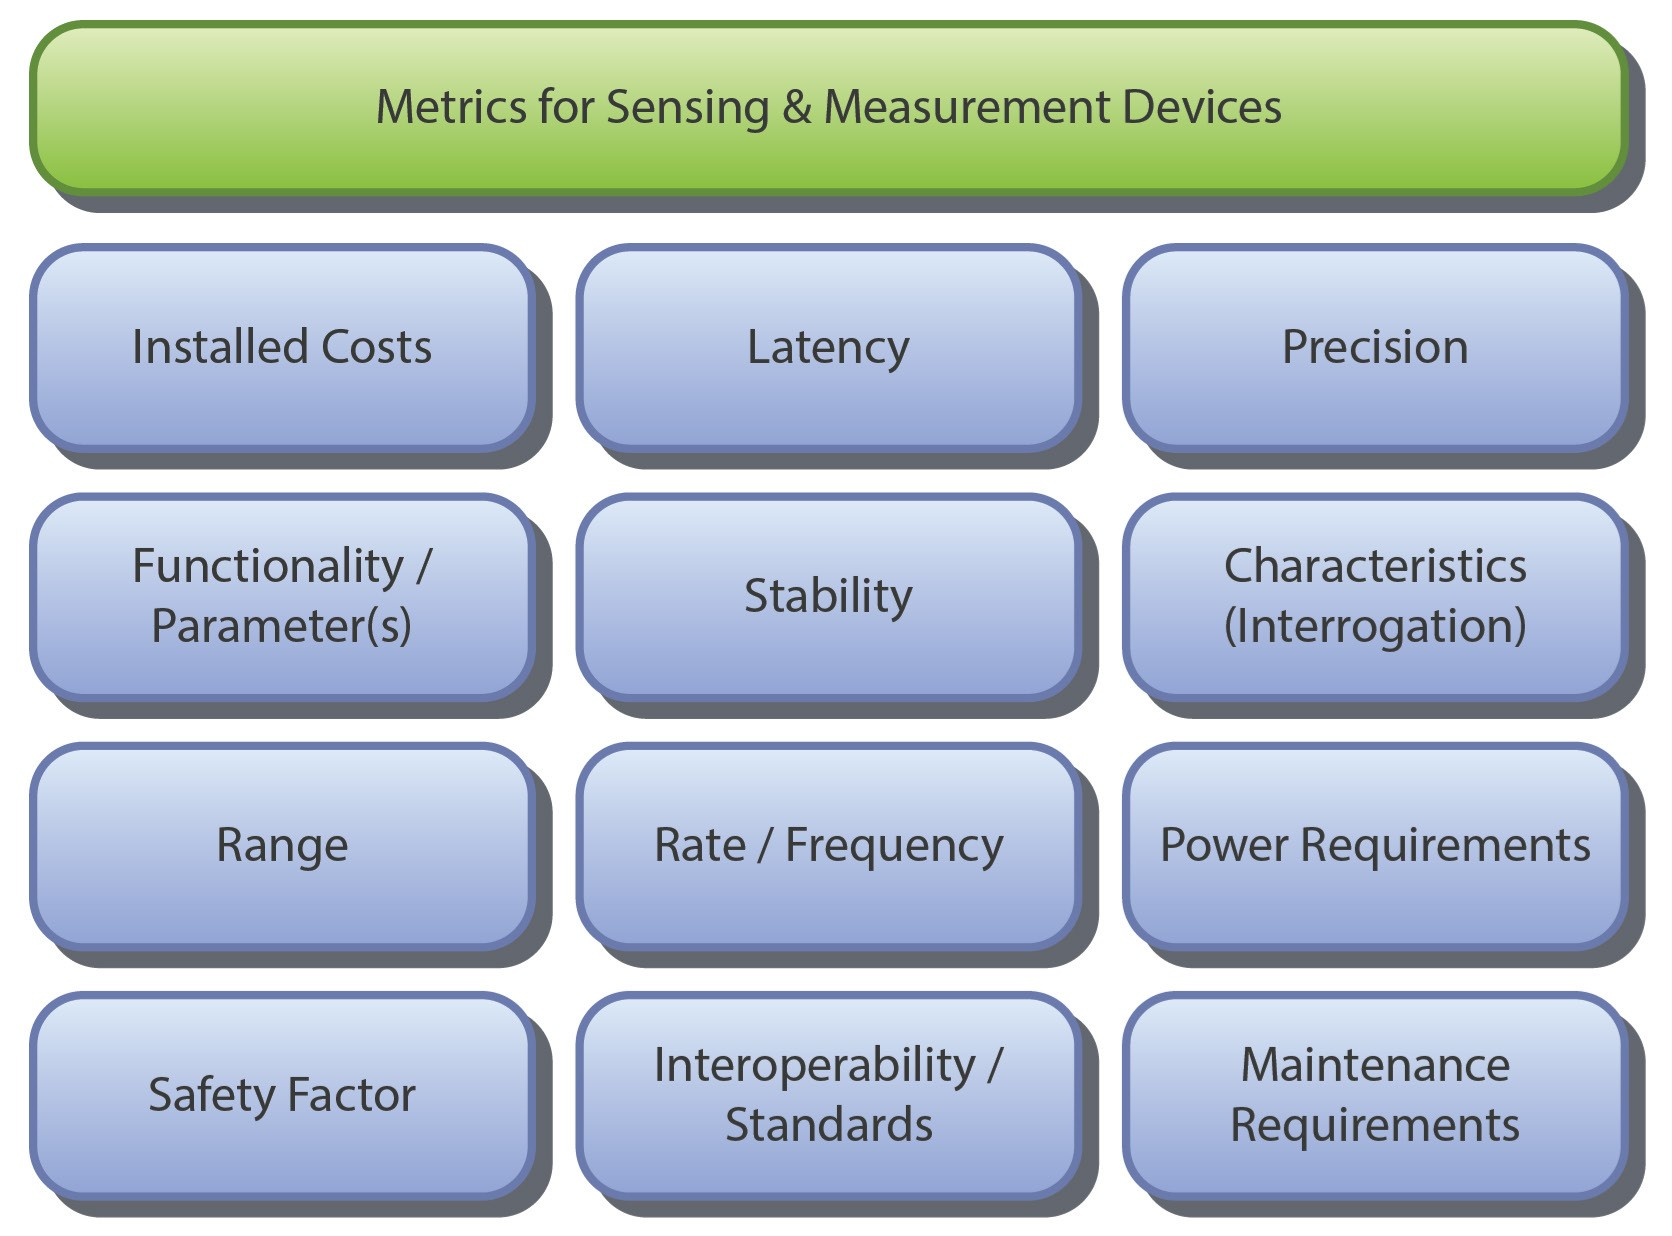 Metrics for Sensing & Measurement Devices
Installed Costs
Latency
Precision
Functionality /
Parameter(s)
Stability
Characteristics
(Interrogation)
Range
Rate / Frequency
Power Requirements
Safety Factor
Interoperability /
Standards
Maintenance
Requirements